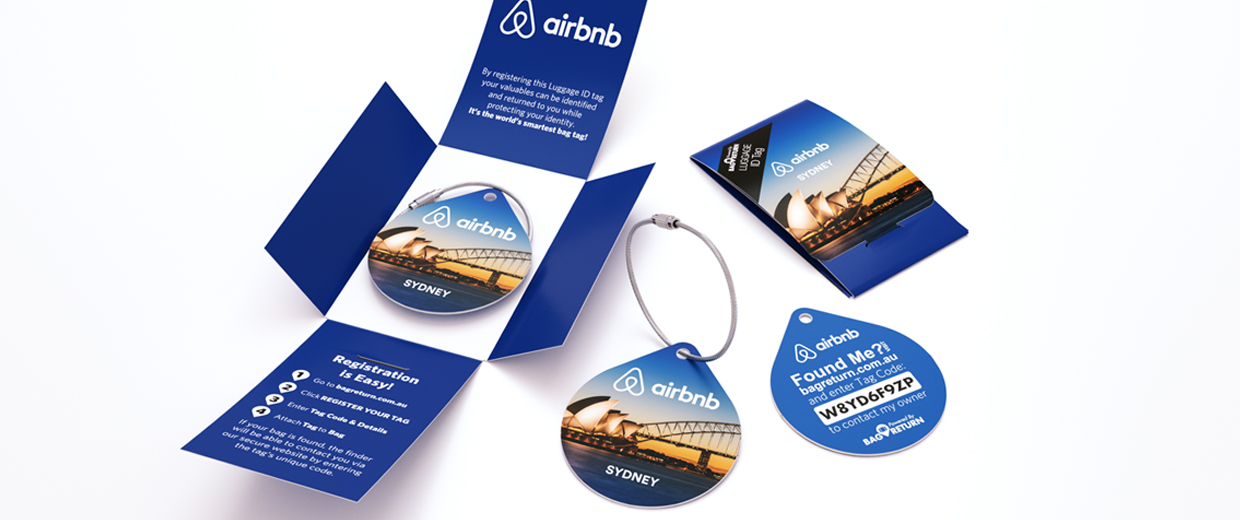 airbnb
By registering this Luggage ID tag
your valuables can be identified
and returned to you while
protecting your identity.
It's the world's smartest bag tag!
airbnb
SYDNEY
Registration
is Easy!
1 Go to bagreturn.com.au
2 Click REGISTER YOUR TAG
3 Enter Tag Code & Details
4 Attach Tag to Bag
If your bag is found, the finder
will be able to contact you via
our secure website by entering
the tag's unique code.
BAG RETURN
LUGGAGE
ID Tag
airbnb
SYDNEY
airbnb
SYDNEY
airbnb
Found Me?
bagreturn.com.au
and enter Tag Code:
W8YD6F9ZP
to contact my owner
Powered by
BAG RETURN